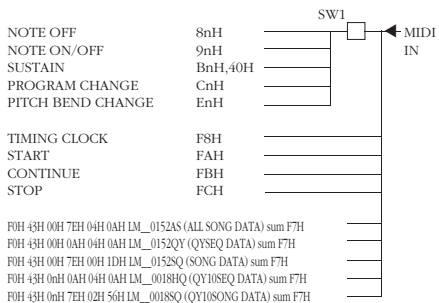 SW1
NOTE OFF 8nH MIDI
NOTE ON/OFF 9nH IN
SUSTAIN BnH,40H
PROGRAM CHANGE CnH
PITCH BEND CHANGE EnH
TIMING CLOCK F8H
START FAH
CONTINUE FBH
STOP FCH
F0H 43H 00H 7EH 04H 0AH LM__0152AS (ALL SONG DATA) sum F7H
F0H 43H 00H 0AH 04H 0AH LM__0152QY (QYSEQ DATA) sum F7H
F0H 43H 00H 7EH 00H 1DH LM__0152SQ (SONG DATA) sum F7H
F0H 43H 0nH 0AH 04H 0AH LM__0018HQ (QY10SEQ DATA) sum F7H
F0H 43H 0nH 7EH 02H 56H LM__0018SQ (QY10SONG DATA) sum F7H